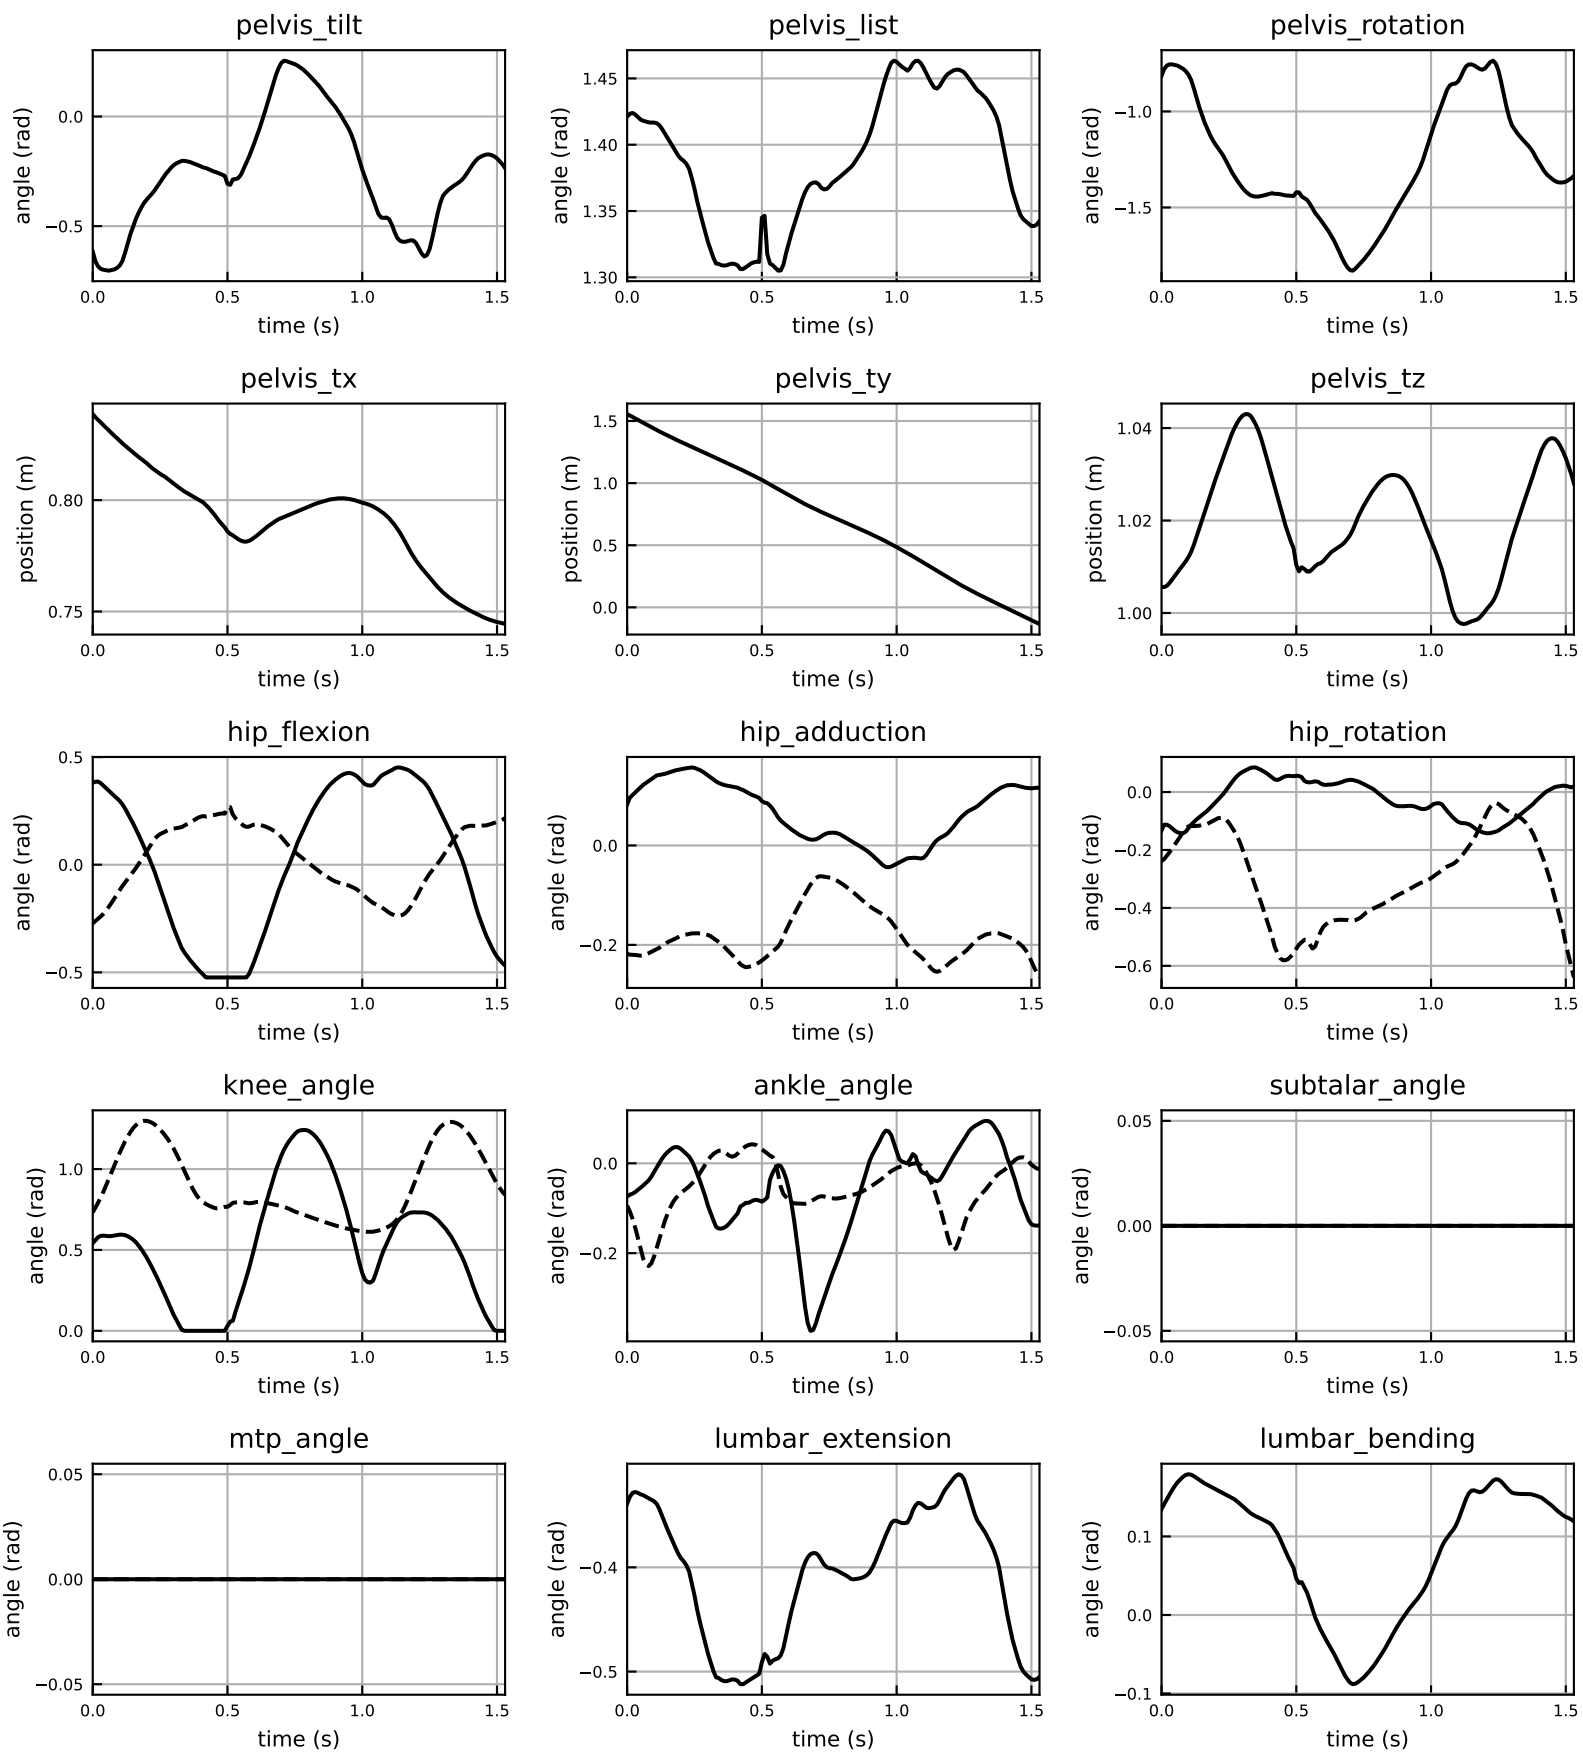 pelvis_tilt
angle (rad)
0.0
−0.5
0.0 0.5 1.0 1.5
time (s)
pelvis_list
angle (rad)
1.45
1.40
1.35
1.30
0.0 0.5 1.0 1.5
time (s)
pelvis_rotation
angle (rad)
−1.0
−1.5
0.0 0.5 1.0 1.5
time (s)
pelvis_tx
position (m)
0.80
0.75
0.0 0.5 1.0 1.5
time (s)
pelvis_ty
position (m)
1.5
1.0
0.5
0.0
0.0 0.5 1.0 1.5
time (s)
pelvis_tz
position (m)
1.04
1.02
1.00
0.0 0.5 1.0 1.5
time (s)
hip_flexion
angle (rad)
0.5
0.0
−0.5
0.0 0.5 1.0 1.5
time (s)
hip_adduction
angle (rad)
0.0
−0.2
0.0 0.5 1.0 1.5
time (s)
hip_rotation
angle (rad)
0.0
−0.2
−0.4
−0.6
0.0 0.5 1.0 1.5
time (s)
knee_angle
angle (rad)
1.0
0.5
0.0
0.0 0.5 1.0 1.5
time (s)
ankle_angle
angle (rad)
0.0
−0.2
0.0 0.5 1.0 1.5
time (s)
subtalar_angle
angle (rad)
0.05
0.00
−0.05
0.0 0.5 1.0 1.5
time (s)
mtp_angle
angle (rad)
0.05
0.00
−0.05
0.0 0.5 1.0 1.5
time (s)
lumbar_extension
angle (rad)
−0.4
−0.5
0.0 0.5 1.0 1.5
time (s)
lumbar_bending
angle (rad)
0.1
0.0
−0.1
0.0 0.5 1.0 1.5
time (s)